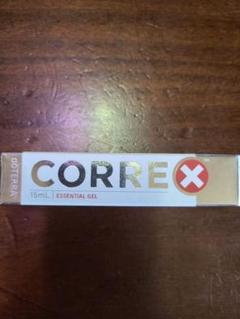 dōTERRA
CORREX
15mL | ESSENTIAL GEL